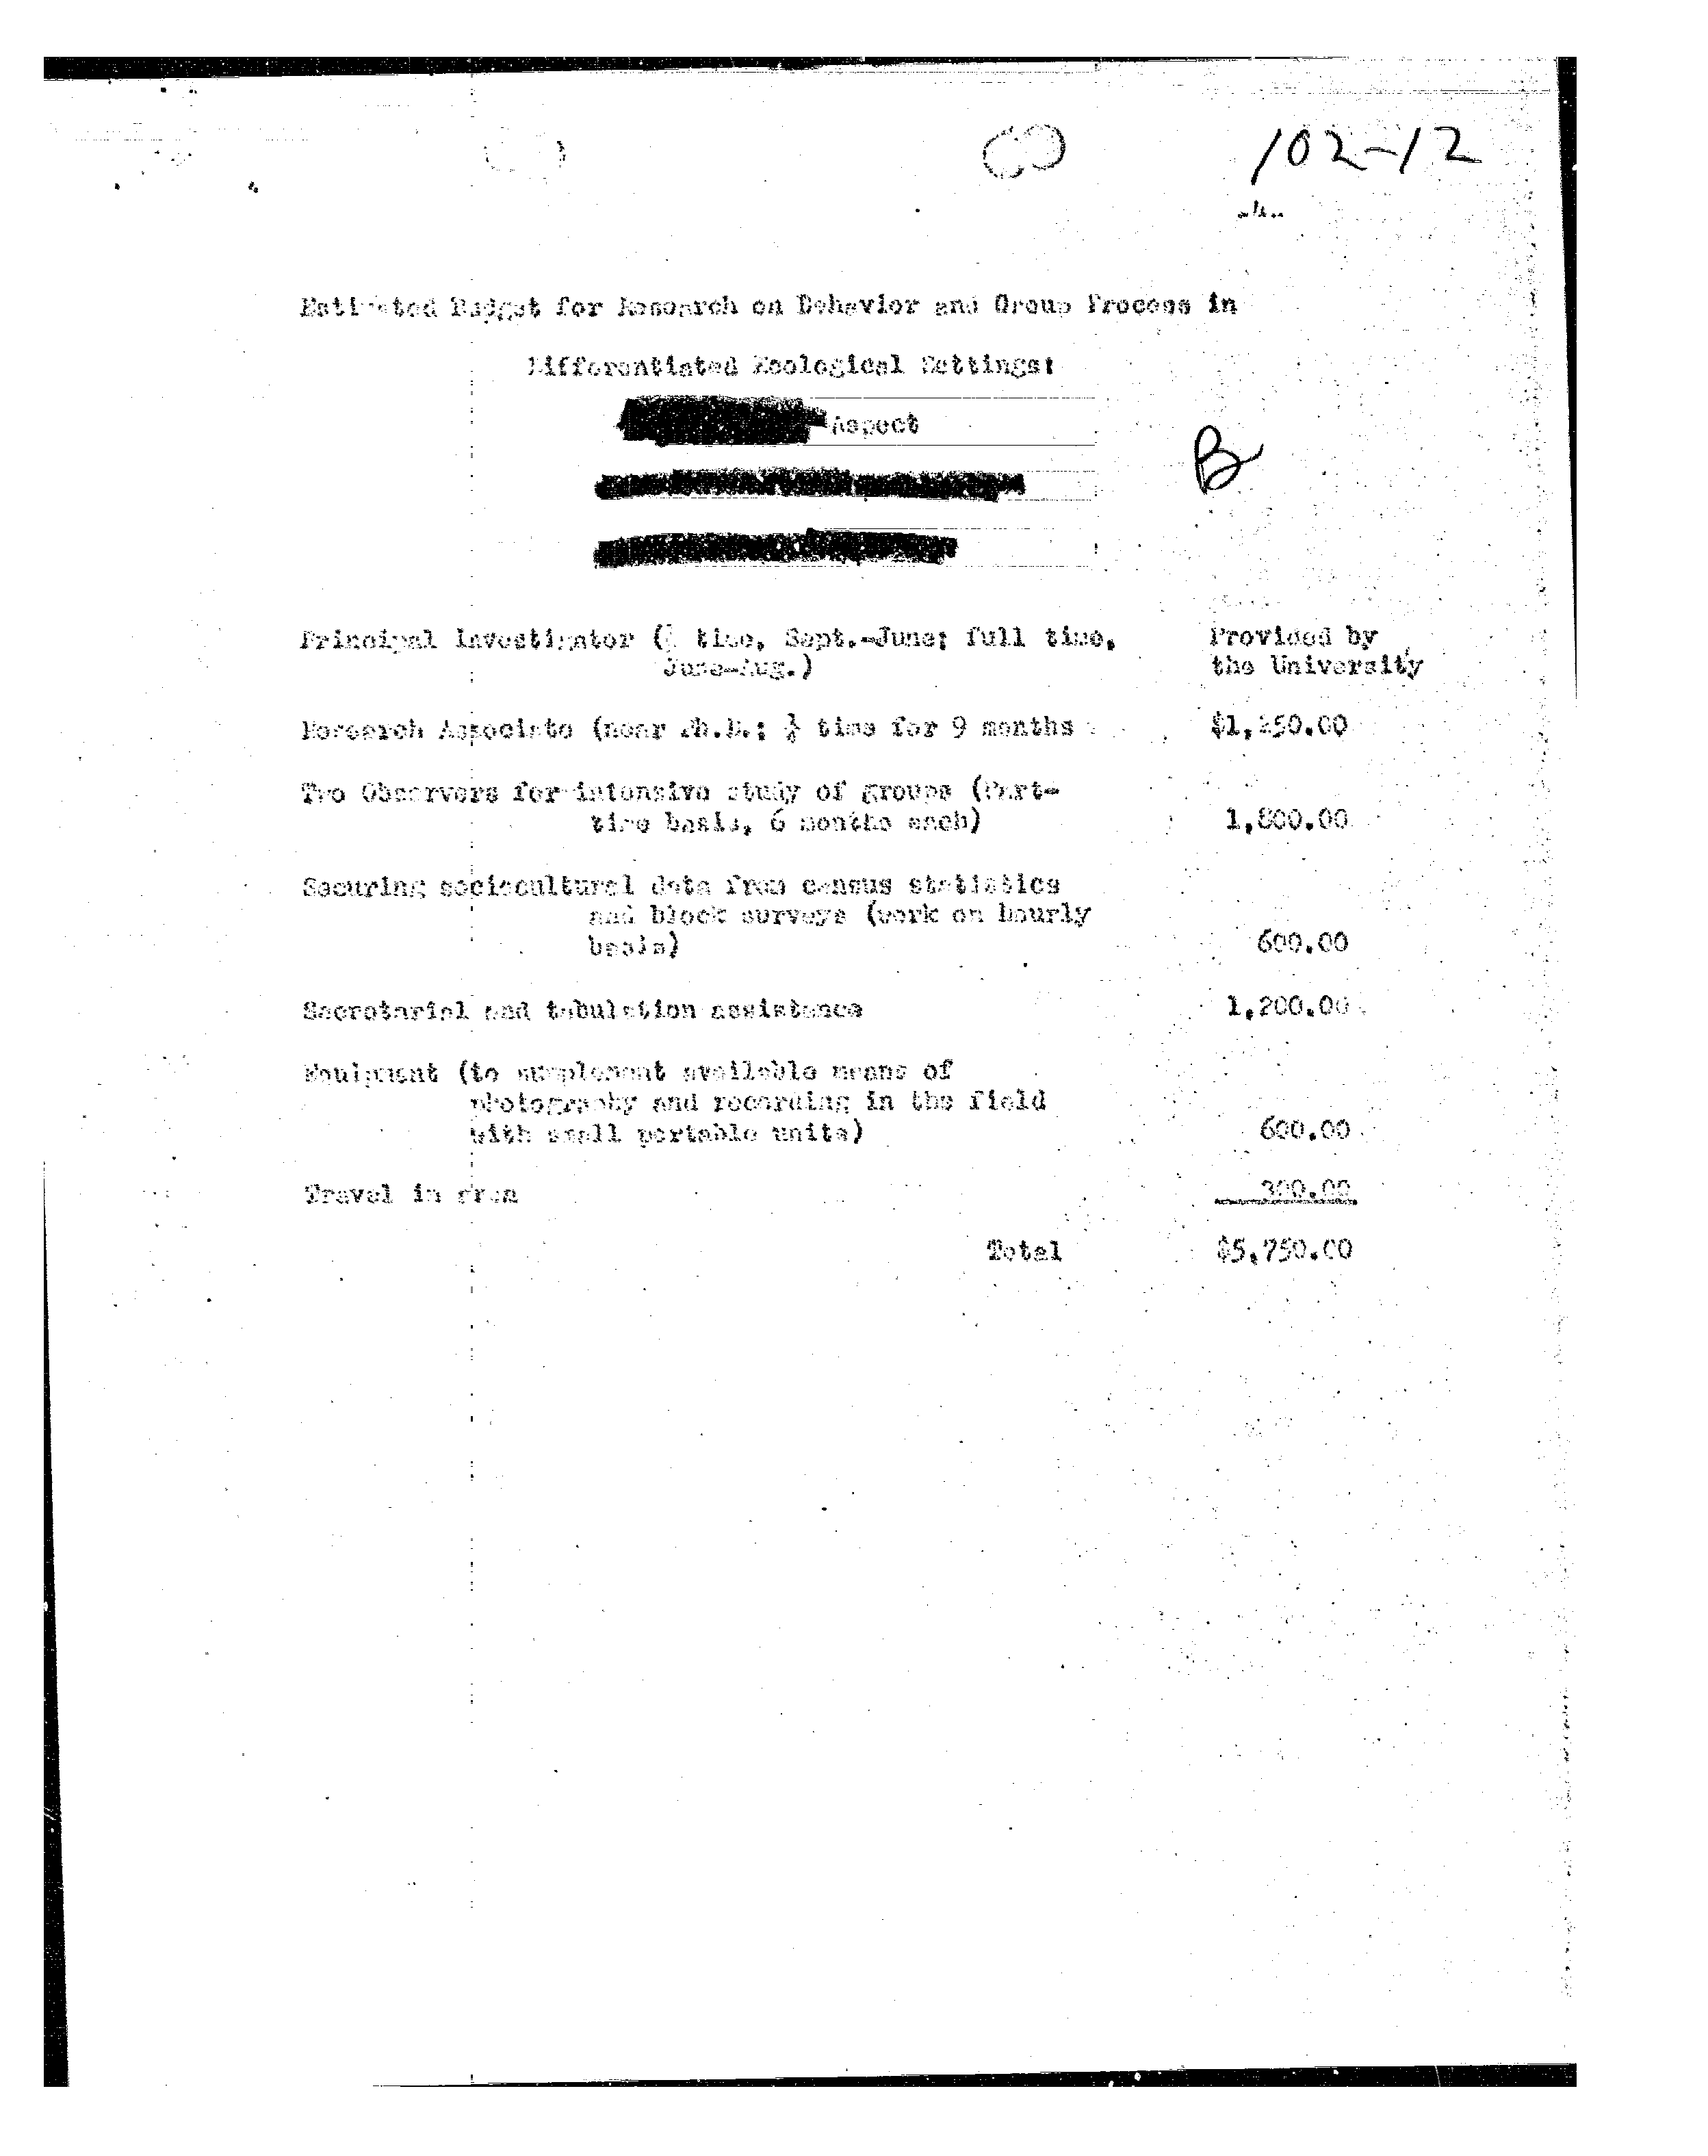 102-12
Estimated Budget for Research on Behavior and Group Process in
Differentiated Ecological Settings:
Aspect
B
Principal Investigator ( time, Sept.-June; full time, Provided by
June-Aug.) the University
Research Associate (near Ph.D.; ½ time for 9 months $1,250.00
Two Observers for intensive study of groups (Part-
time basis, 6 months each) 1,800.00
Securing sociocultural data from census statistics
and block surveys (work on hourly
basis) 600.00
Secretarial and tabulation assistance 1,200.00
Equipment (to supplement available means of
photography and recording in the field
with small portable units) 600.00
Travel in area 300.00
Total $5,750.00